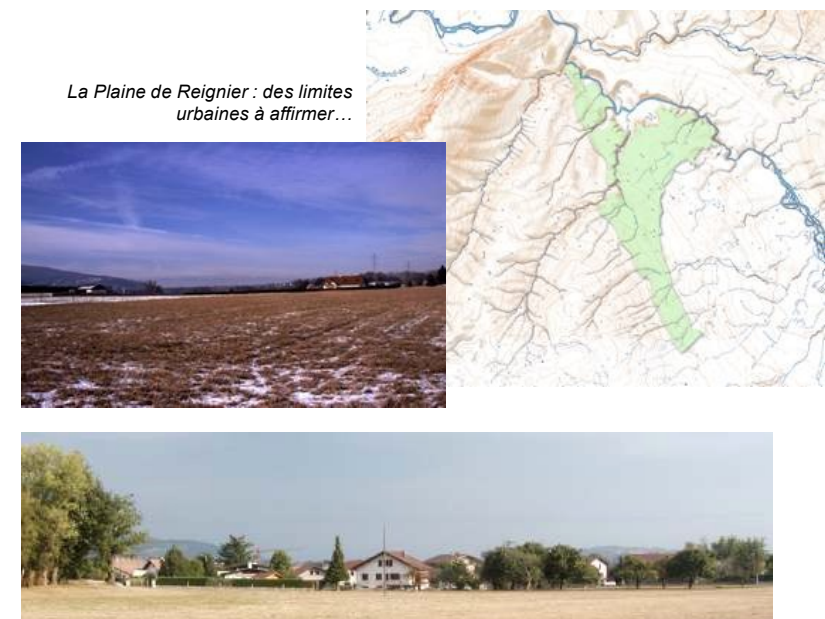 La Plaine de Reignier : des limites
urbaines à affirmer…